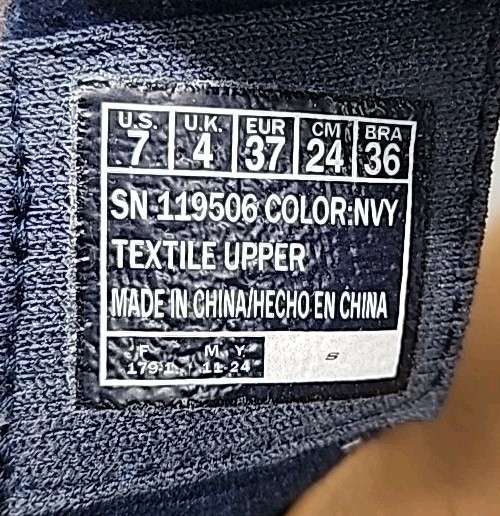 U.S. U.K. EUR CM BRA
7 4 37 24 36
SN 119506 COLOR:NVY
TEXTILE UPPER
MADE IN CHINA/HECHO EN CHINA
F M Y S
179-1 11-24